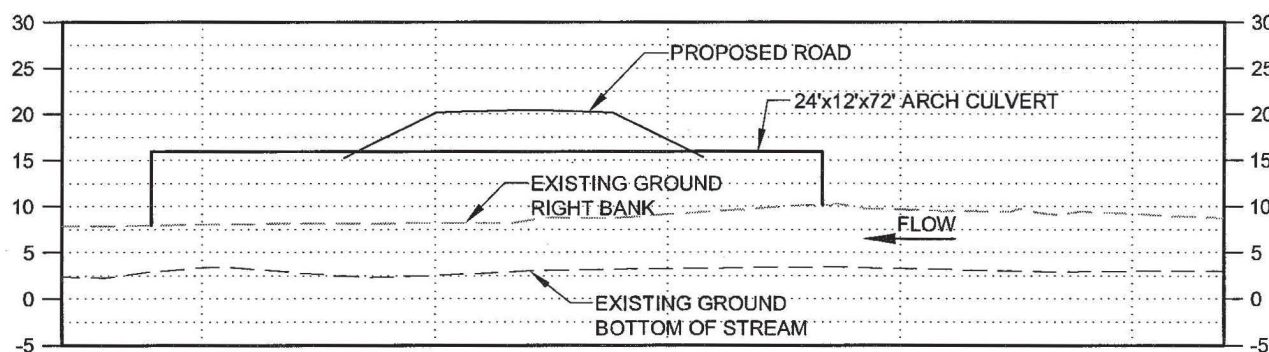 30 30
PROPOSED ROAD
25 25
24'x12'x72' ARCH CULVERT
20 20
15 15
EXISTING GROUND
RIGHT BANK
10 10
FLOW
5 5
0 0
EXISTING GROUND
BOTTOM OF STREAM
-5 -5